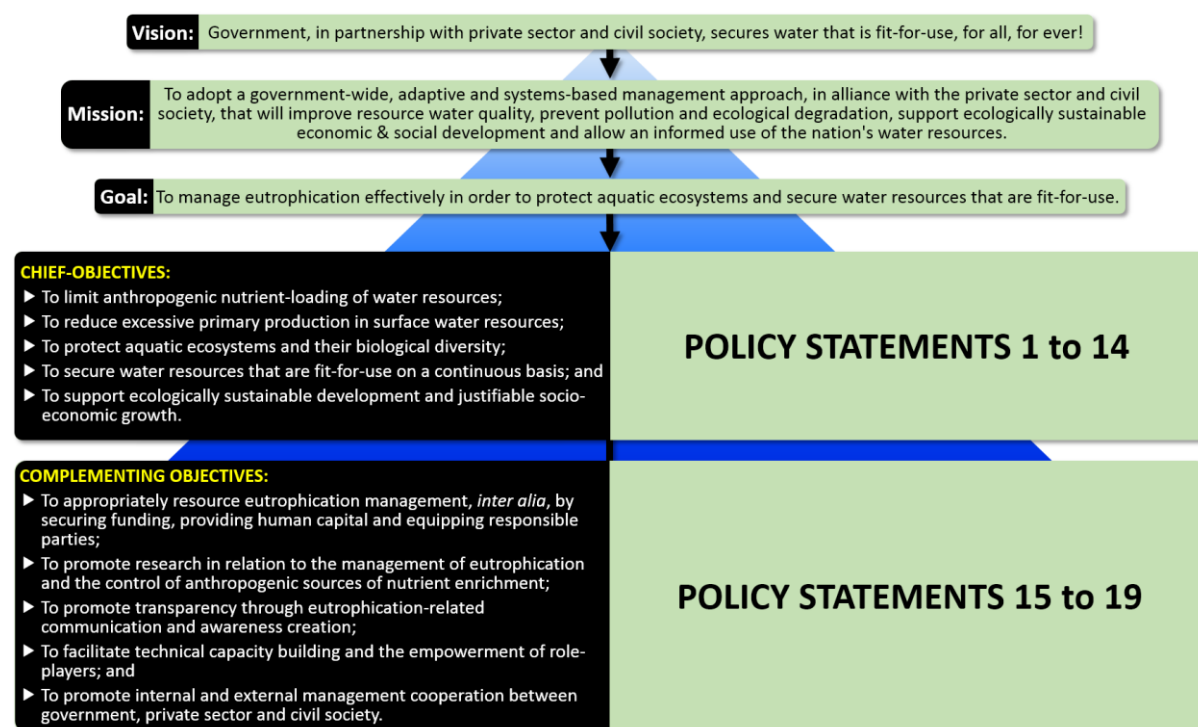 Vision: Government, in partnership with private sector and civil society, secures water that is fit-for-use, for all, for ever!
Mission: To adopt a government-wide, adaptive and systems-based management approach, in alliance with the private sector and civil
society, that will improve resource water quality, prevent pollution and ecological degradation, support ecologically sustainable
economic & social development and allow an informed use of the nation's water resources.
Goal: To manage eutrophication effectively in order to protect aquatic ecosystems and secure water resources that are fit-for-use.
CHIEF-OBJECTIVES:
▶ To limit anthropogenic nutrient-loading of water resources;
▶ To reduce excessive primary production in surface water resources;
▶ To protect aquatic ecosystems and their biological diversity;
▶ To secure water resources that are fit-for-use on a continuous basis; and
▶ To support ecologically sustainable development and justifiable socio-
economic growth.
POLICY STATEMENTS 1 to 14
COMPLEMENTING OBJECTIVES:
▶ To appropriately resource eutrophication management, inter alia, by
securing funding, providing human capital and equipping responsible
parties;
▶ To promote research in relation to the management of eutrophication
and the control of anthropogenic sources of nutrient enrichment;
▶ To promote transparency through eutrophication-related
communication and awareness creation;
▶ To facilitate technical capacity building and the empowerment of role-
players; and
▶ To promote internal and external management cooperation between
government, private sector and civil society.
POLICY STATEMENTS 15 to 19